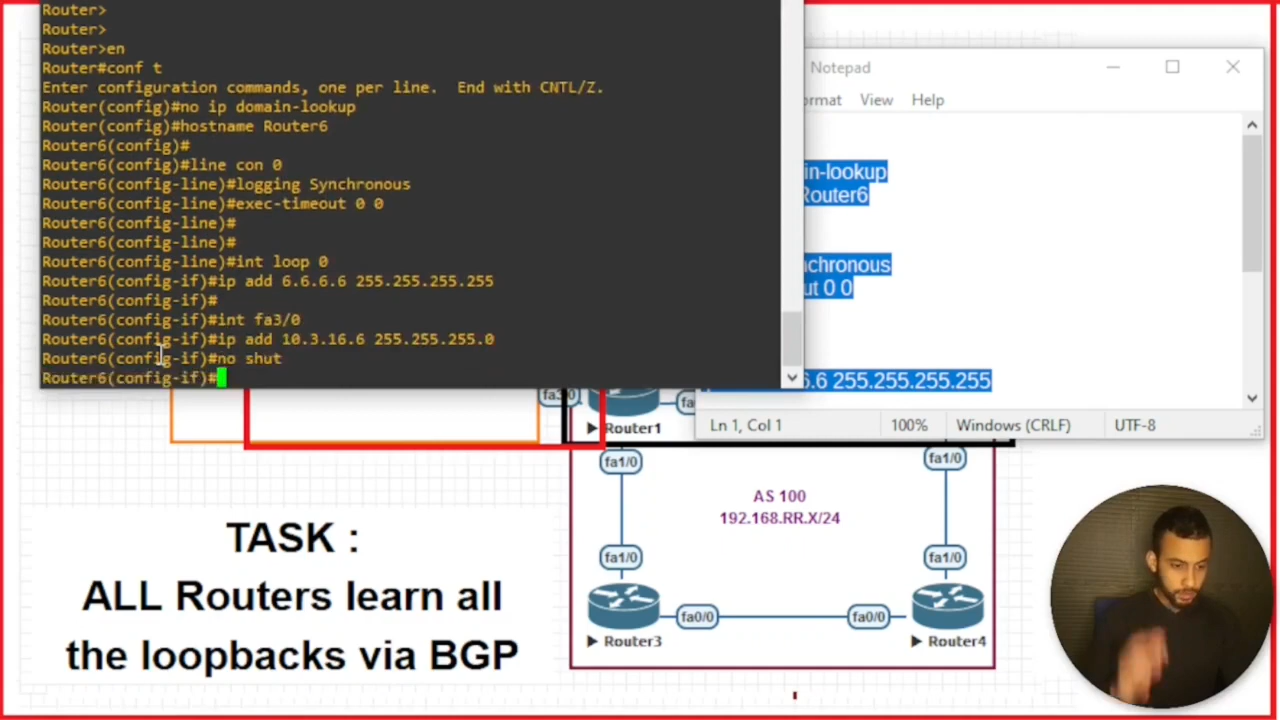 Router>
Router>
Router>en
Router#conf t
Enter configuration commands, one per line.  End with CNTL/Z.
Router(config)#no ip domain-lookup
Router(config)#hostname Router6
Router6(config)#
Router6(config)#line con 0
Router6(config-line)#logging Synchronous
Router6(config-line)#exec-timeout 0 0
Router6(config-line)#
Router6(config-line)#
Router6(config-line)#int loop 0
Router6(config-if)#ip add 6.6.6.6 255.255.255.255
Router6(config-if)#
Router6(config-if)#int fa3/0
Router6(config-if)#ip add 10.3.16.6 255.255.255.0
Router6(config-if)#no shut
Router6(config-if)#
Notepad
ormat View Help
in-lookup
Router6
nchronous
ut 0 0
6.6 255.255.255.255
Ln 1, Col 1 100% Windows (CRLF) UTF-8
fa3/0 fa
Router1
fa1/0 fa1/0
AS 100
192.168.RR.X/24
fa1/0 fa1/0
fa0/0 fa0/0
Router3 Router4
TASK :
ALL Routers learn all
the loopbacks via BGP